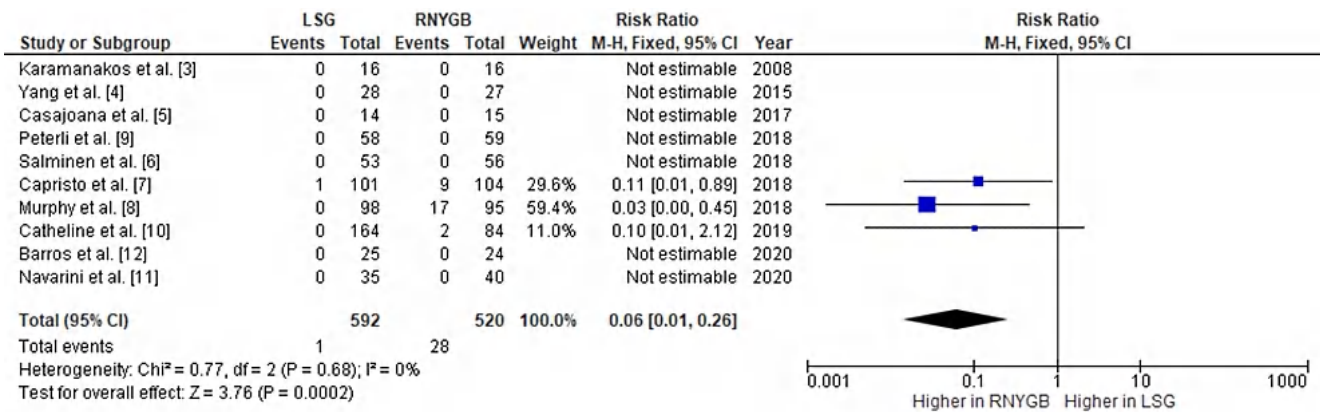 LSG RNYGB Risk Ratio Risk Ratio
Study or Subgroup Events Total Events Total Weight M-H, Fixed, 95% CI Year M-H, Fixed, 95% CI
Karamanakos et al. [3] 0 16 0 16 Not estimable 2008
Yang et al. [4] 0 28 0 27 Not estimable 2015
Casajoana et al. [5] 0 14 0 15 Not estimable 2017
Peterli et al. [9] 0 58 0 59 Not estimable 2018
Salminen et al. [6] 0 53 0 56 Not estimable 2018
Capristo et al. [7] 1 101 9 104 29.6% 0.11 [0.01, 0.89] 2018
Murphy et al. [8] 0 98 17 95 59.4% 0.03 [0.00, 0.45] 2018
Catheline et al. [10] 0 164 2 84 11.0% 0.10 [0.01, 2.12] 2019
Barros et al. [12] 0 25 0 24 Not estimable 2020
Navarini et al. [11] 0 35 0 40 Not estimable 2020
Total (95% CI) 592 520 100.0% 0.06 [0.01, 0.26]
Total events 1 28
Heterogeneity: Chi² = 0.77, df = 2 (P = 0.68); I² = 0%
Test for overall effect: Z = 3.76 (P = 0.0002)
0.001 0.1 1 10 1000
Higher in RNYGB Higher in LSG